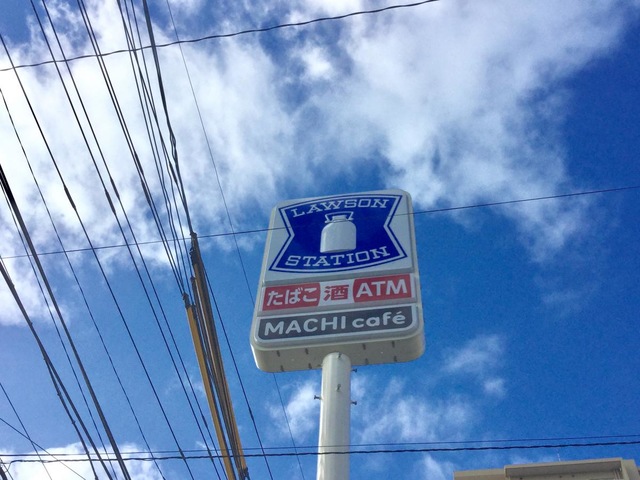 LAWSON
STATION
たばこ 酒 ATM
MACHI café